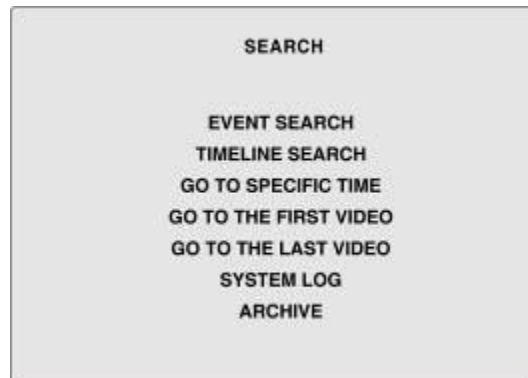 SEARCH
EVENT SEARCH
TIMELINE SEARCH
GO TO SPECIFIC TIME
GO TO THE FIRST VIDEO
GO TO THE LAST VIDEO
SYSTEM LOG
ARCHIVE